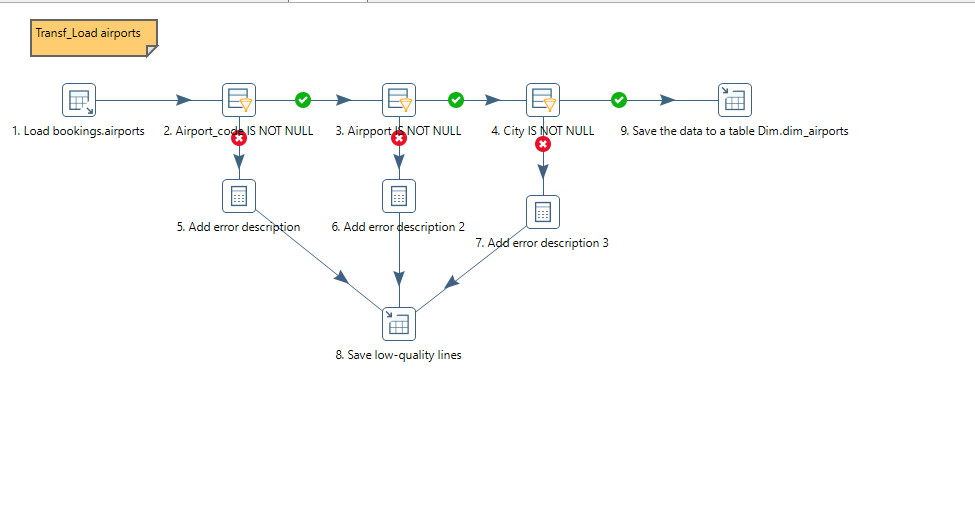 Transf_Load airports
1. Load bookings.airports
2. Airport_code IS NOT NULL
3. Airpport IS NOT NULL
4. City IS NOT NULL
9. Save the data to a table Dim.dim_airports
5. Add error description
6. Add error description 2
7. Add error description 3
8. Save low-quality lines